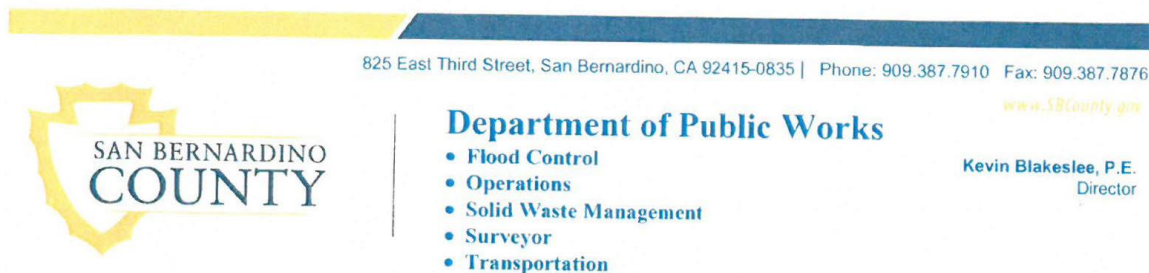 825 East Third Street, San Bernardino, CA 92415-0835 | Phone: 909.387.7910 Fax: 909.387.7876
www.SBCounty.gov
SAN BERNARDINO
COUNTY
Department of Public Works
• Flood Control
• Operations
• Solid Waste Management
• Surveyor
• Transportation
Kevin Blakeslee, P.E.
Director